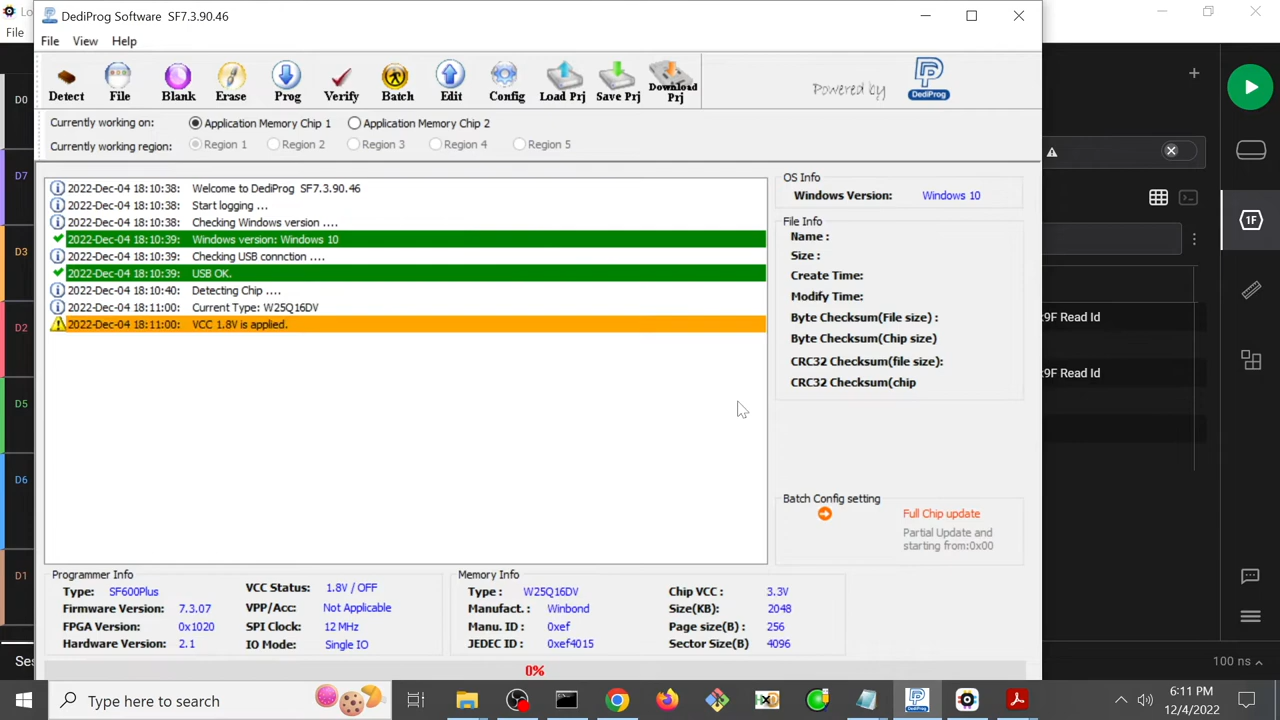 DediProg Software SF7.3.90.46
Lo
File
File View Help
Detect File Blank Erase Prog Verify Batch Edit Config Load Prj Save Prj Download Prj
Powered by DediProg
Currently working on: Application Memory Chip 1 Application Memory Chip 2
Currently working region: Region 1 Region 2 Region 3 Region 4 Region 5
2022-Dec-04 18:10:38: Welcome to DediProg SF7.3.90.46
2022-Dec-04 18:10:38: Start logging ...
2022-Dec-04 18:10:38: Checking Windows version ....
2022-Dec-04 18:10:39: Windows version: Windows 10
2022-Dec-04 18:10:39: Checking USB connction ....
2022-Dec-04 18:10:39: USB OK.
2022-Dec-04 18:10:40: Detecting Chip ....
2022-Dec-04 18:11:00: Current Type: W25Q16DV
2022-Dec-04 18:11:00: VCC 1.8V is applied.
OS Info
Windows Version: Windows 10
File Info
Name :
Size :
Create Time:
Modify Time:
Byte Checksum(File size) :
Byte Checksum(Chip size)
CRC32 Checksum(file size):
CRC32 Checksum(chip
Batch Config setting
Full Chip update
Partial Update and
starting from:0x00
Programmer Info
Type: SF600Plus VCC Status: 1.8V / OFF
Firmware Version: 7.3.07 VPP/Acc: Not Applicable
FPGA Version: 0x1020 SPI Clock: 12 MHz
Hardware Version: 2.1 IO Mode: Single IO
Memory Info
Type : W25Q16DV Chip VCC : 3.3V
Manufact. : Winbond Size(KB): 2048
Manu. ID : 0xef Page size(B) : 256
JEDEC ID : 0xef4015 Sector Size(B) 4096
0%
D0
D7
D3
D2
D5
D6
D1
Ses
1F
:9F Read Id
:9F Read Id
100 ns
Type here to search
6:11 PM
12/4/2022